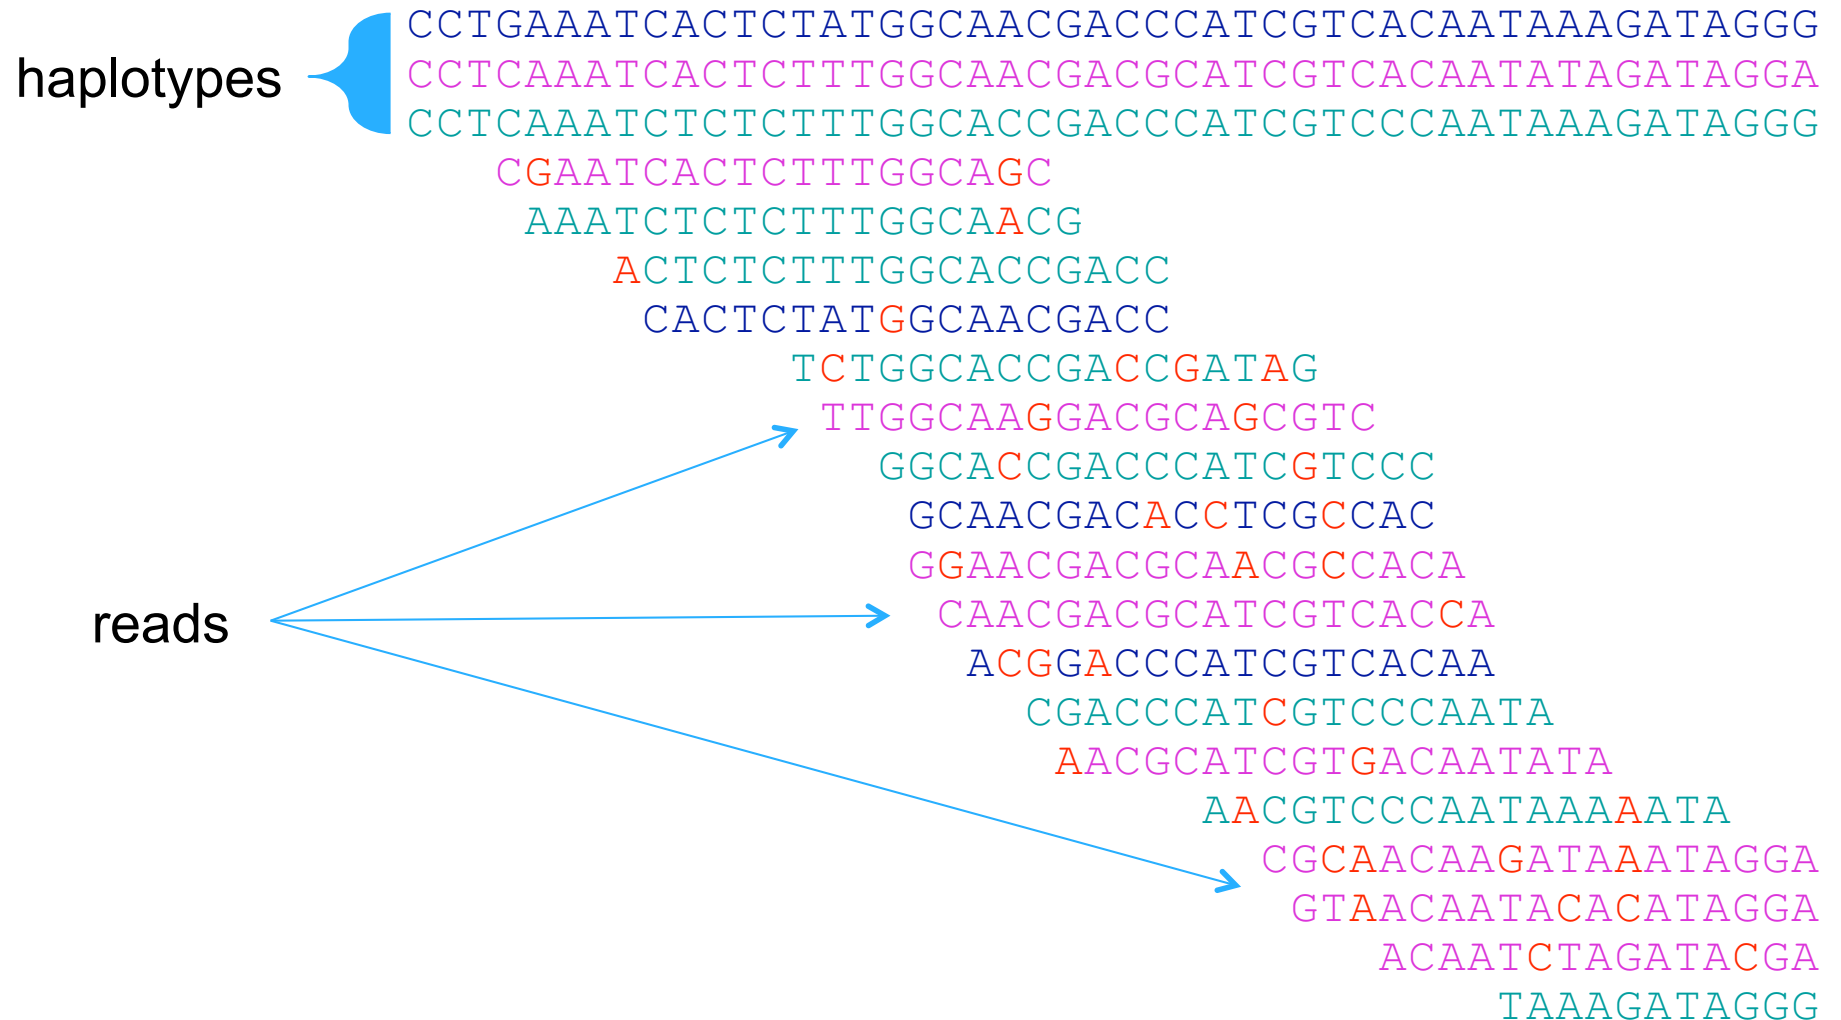 CCTGAAATCACTCTATGGCAACGACCCATCGTCACAATAAAGATAGGG
haplotypes
CCTCAAATCACTCTTTGGCAACGACGCATCGTCACAATATAGATAGGA
CCTCAAATCTCTCTTTGGCACCGACCCATCGTCCCAATAAAGATAGGG
CGAATCACTCTTTGGCAGC
AAATCTCTCTTTGGCAACG
ACTCTCTTTGGCACCGACC
CACTCTATGGCAACGACC
TCTGGCACCGACCGATAG
TTGGCAAGGACGCAGCGTC
GGCACCGACCCATCGTCCC
GCAACGACACCTCGCCAC
GGAACGACGCAACGCCACA
reads
CAACGACGCATCGTCACCA
ACGGACCCATCGTCACAA
CGACCCATCGTCCCAATA
AACGCATCGTGACAATATA
AACGTCCCAATAAAAATA
CGCAACAAGATAAATAGGA
GTAACAATACACATAGGA
ACAATCTAGATACGA
TAAAGATAGGG